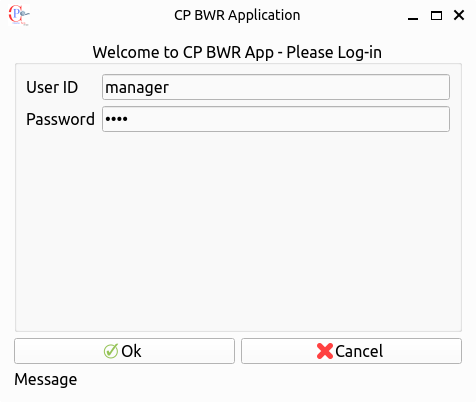 CP BWR Application
Welcome to CP BWR App - Please Log-in
User ID manager
Password ••••
Ok Cancel
Message